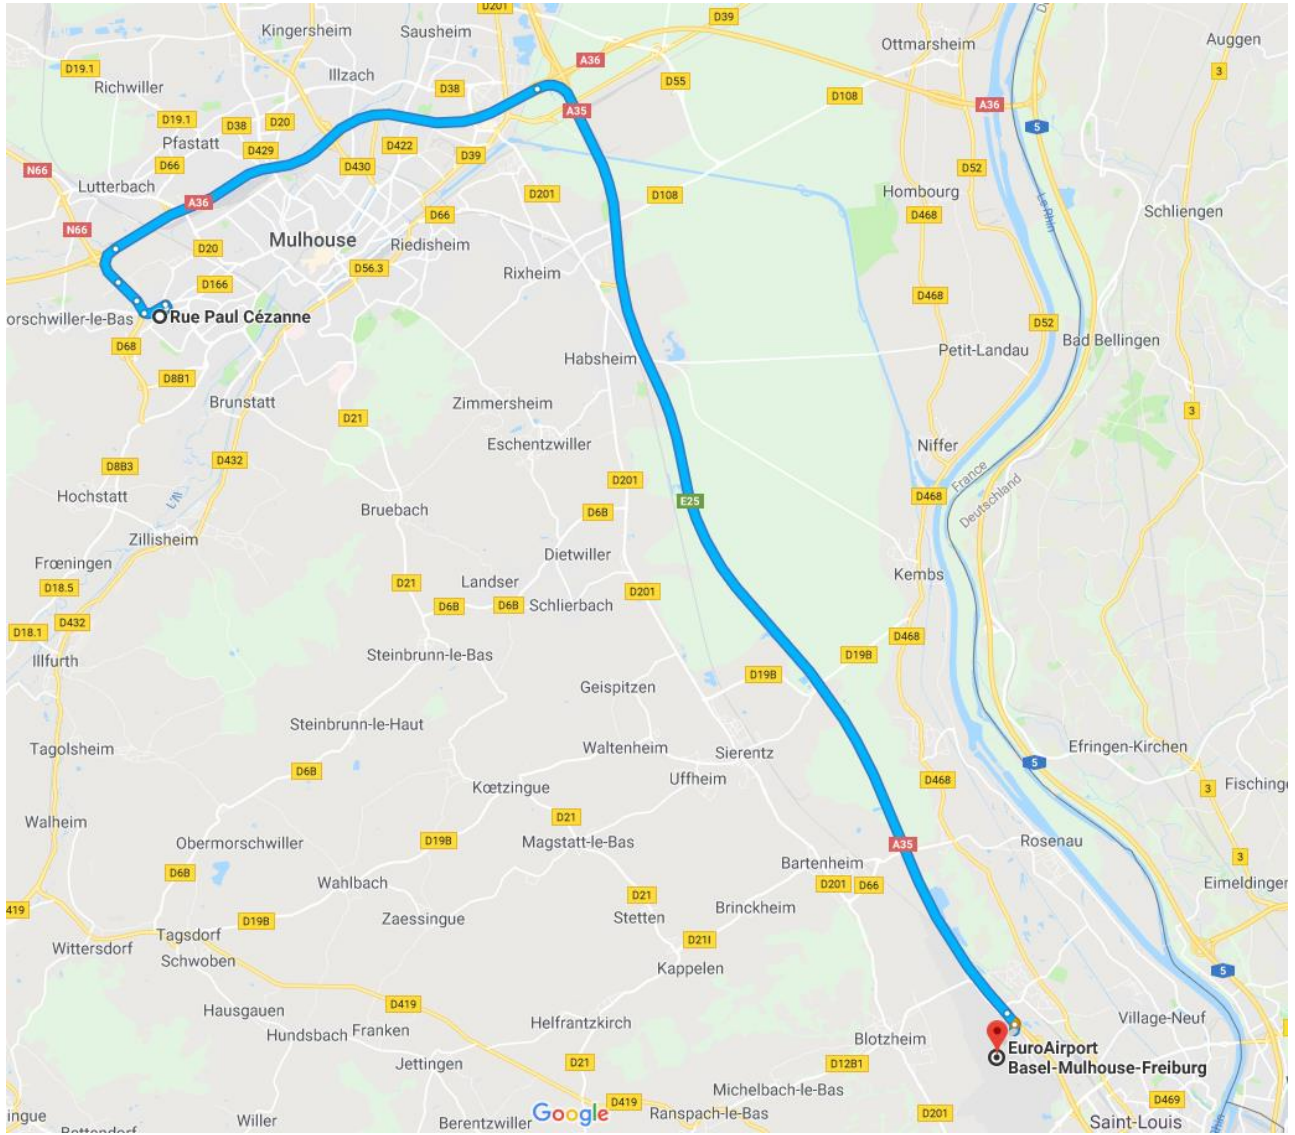 D201
D39
Kingersheim
Sausheim
Ottmarsheim
Auggen
D19.1
A36
3
Richwiller
Illzach
D38
D55
D108
A36
A35
5
D19.1
D38
D20
Pfastatt
D429
D422
D39
D66
D430
D52
N66
Lutterbach
D201
D108
Hombourg
A36
Le Rhin
D66
D468
Schliengen
N66
D20
Mulhouse
Riedisheim
D56.3
Rixheim
D166
D468
orschwiller-le-Bas
Rue Paul Cézanne
D52
D68
Bad Bellingen
Petit-Landau
Habsheim
D8B1
Brunstatt
Zimmersheim
3
D21
Eschentzwiller
Niffer
D432
D8B3
D201
France
Hochstatt
E25
D468
Deutschland
L'Ill
Bruebach
D6B
Zillisheim
Dietwiller
Frœningen
Kembs
D18.5
D21
Landser
D201
D6B
D6B
Schlierbach
D432
D18.1
D468
Illfurth
Steinbrunn-le-Bas
D19B
D19B
Geispitzen
Steinbrunn-le-Haut
Tagolsheim
Waltenheim
Sierentz
Efringen-Kirchen
5
D6B
Uffheim
D468
Kœtzingue
3
Fischinge
Walheim
D21
Obermorschwiller
D19B
Magstatt-le-Bas
A35
Rosenau
3
D6B
Bartenheim
Wahlbach
D201
D66
Eimeldinger
419
D21
Zaessingue
Stetten
Brinckheim
D19B
Tagsdorf
Wittersdorf
D21I
Schwoben
Kappelen
5
Hausgauen
D419
Village-Neuf
Helfrantzkirch
Hundsbach
Franken
Blotzheim
EuroAirport
Basel-Mulhouse-Freiburg
Jettingen
D21
D12B1
Michelbach-le-Bas
D469
ingue
Willer
D419
Google
Ranspach-le-Bas
D201
Berentzwiller
Saint-Louis
Bettendorf